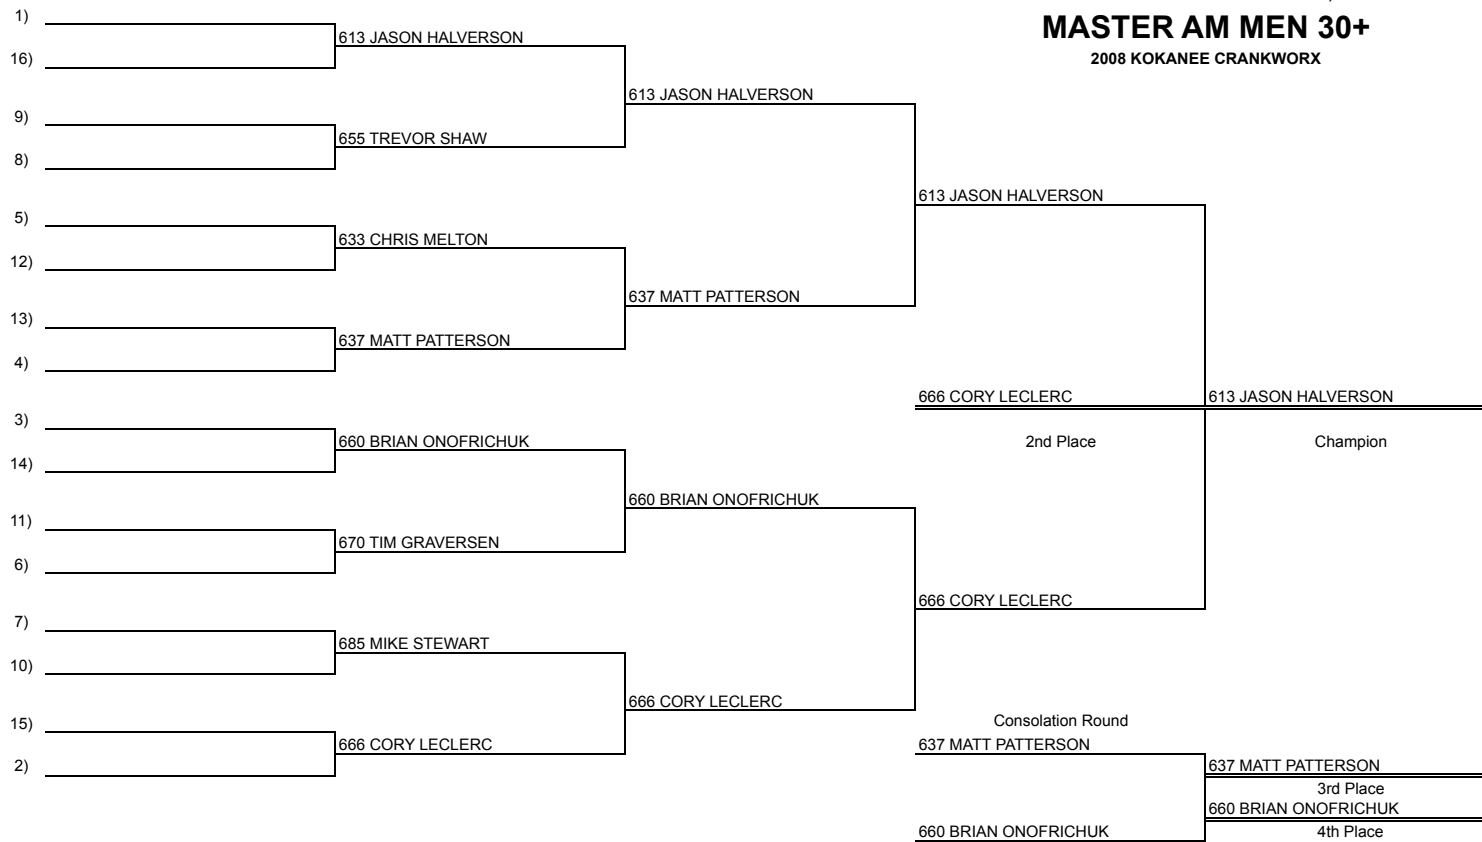 MASTER AM MEN 30+
2008 KOKANEE CRANKWORX
1)
613 JASON HALVERSON
16)
613 JASON HALVERSON
9)
655 TREVOR SHAW
8)
613 JASON HALVERSON
5)
633 CHRIS MELTON
12)
637 MATT PATTERSON
13)
637 MATT PATTERSON
4)
666 CORY LECLERC
613 JASON HALVERSON
2nd Place
Champion
3)
660 BRIAN ONOFRICHUK
14)
660 BRIAN ONOFRICHUK
11)
670 TIM GRAVERSEN
6)
666 CORY LECLERC
7)
685 MIKE STEWART
10)
666 CORY LECLERC
15)
666 CORY LECLERC
2)
Consolation Round
637 MATT PATTERSON
637 MATT PATTERSON
3rd Place
660 BRIAN ONOFRICHUK
660 BRIAN ONOFRICHUK
4th Place